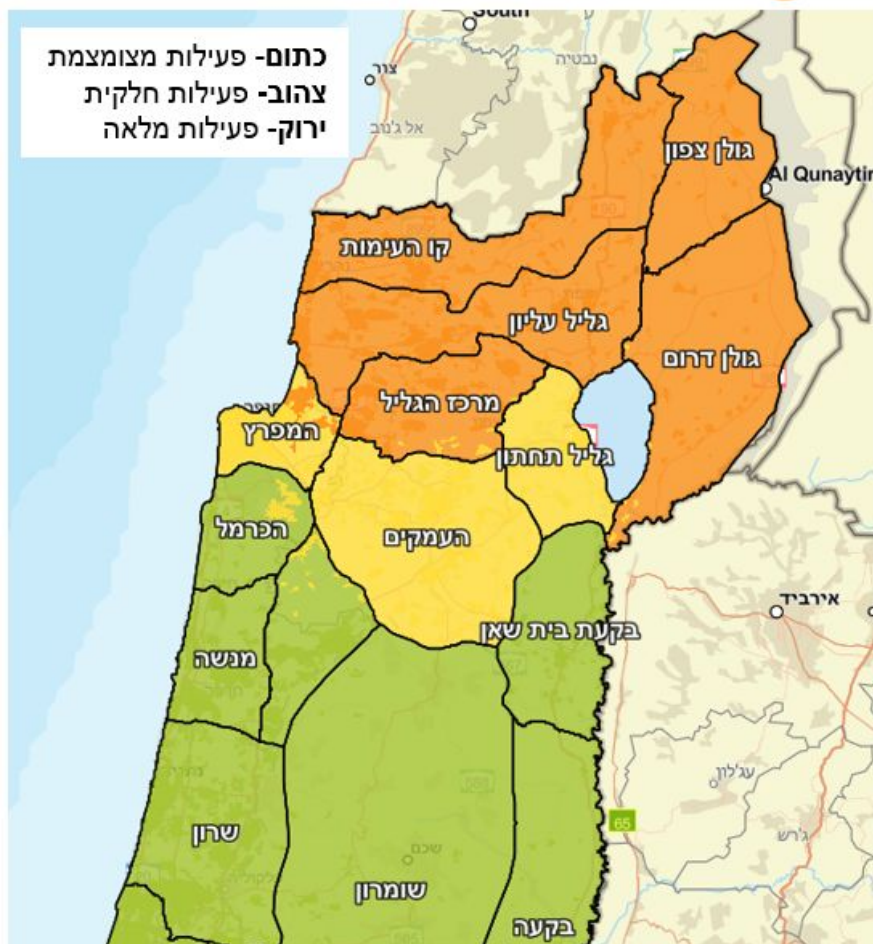 כתום- פעילות מצומצמת
צהוב- פעילות חלקית
ירוק- פעילות מלאה
South
נבטיה
צור
אל ג'נוב
גולן צפון
Al Qunaytir
קו העימות
גליל עליון
גולן דרום
מרכז הגליל
המפרץ
גליל תחתון
הכרמל
העמקים
אירביד
בקעת בית שאן
מנשה
עג'לון
שרון
65
ג'רש
שכם
שומרון
בקעה